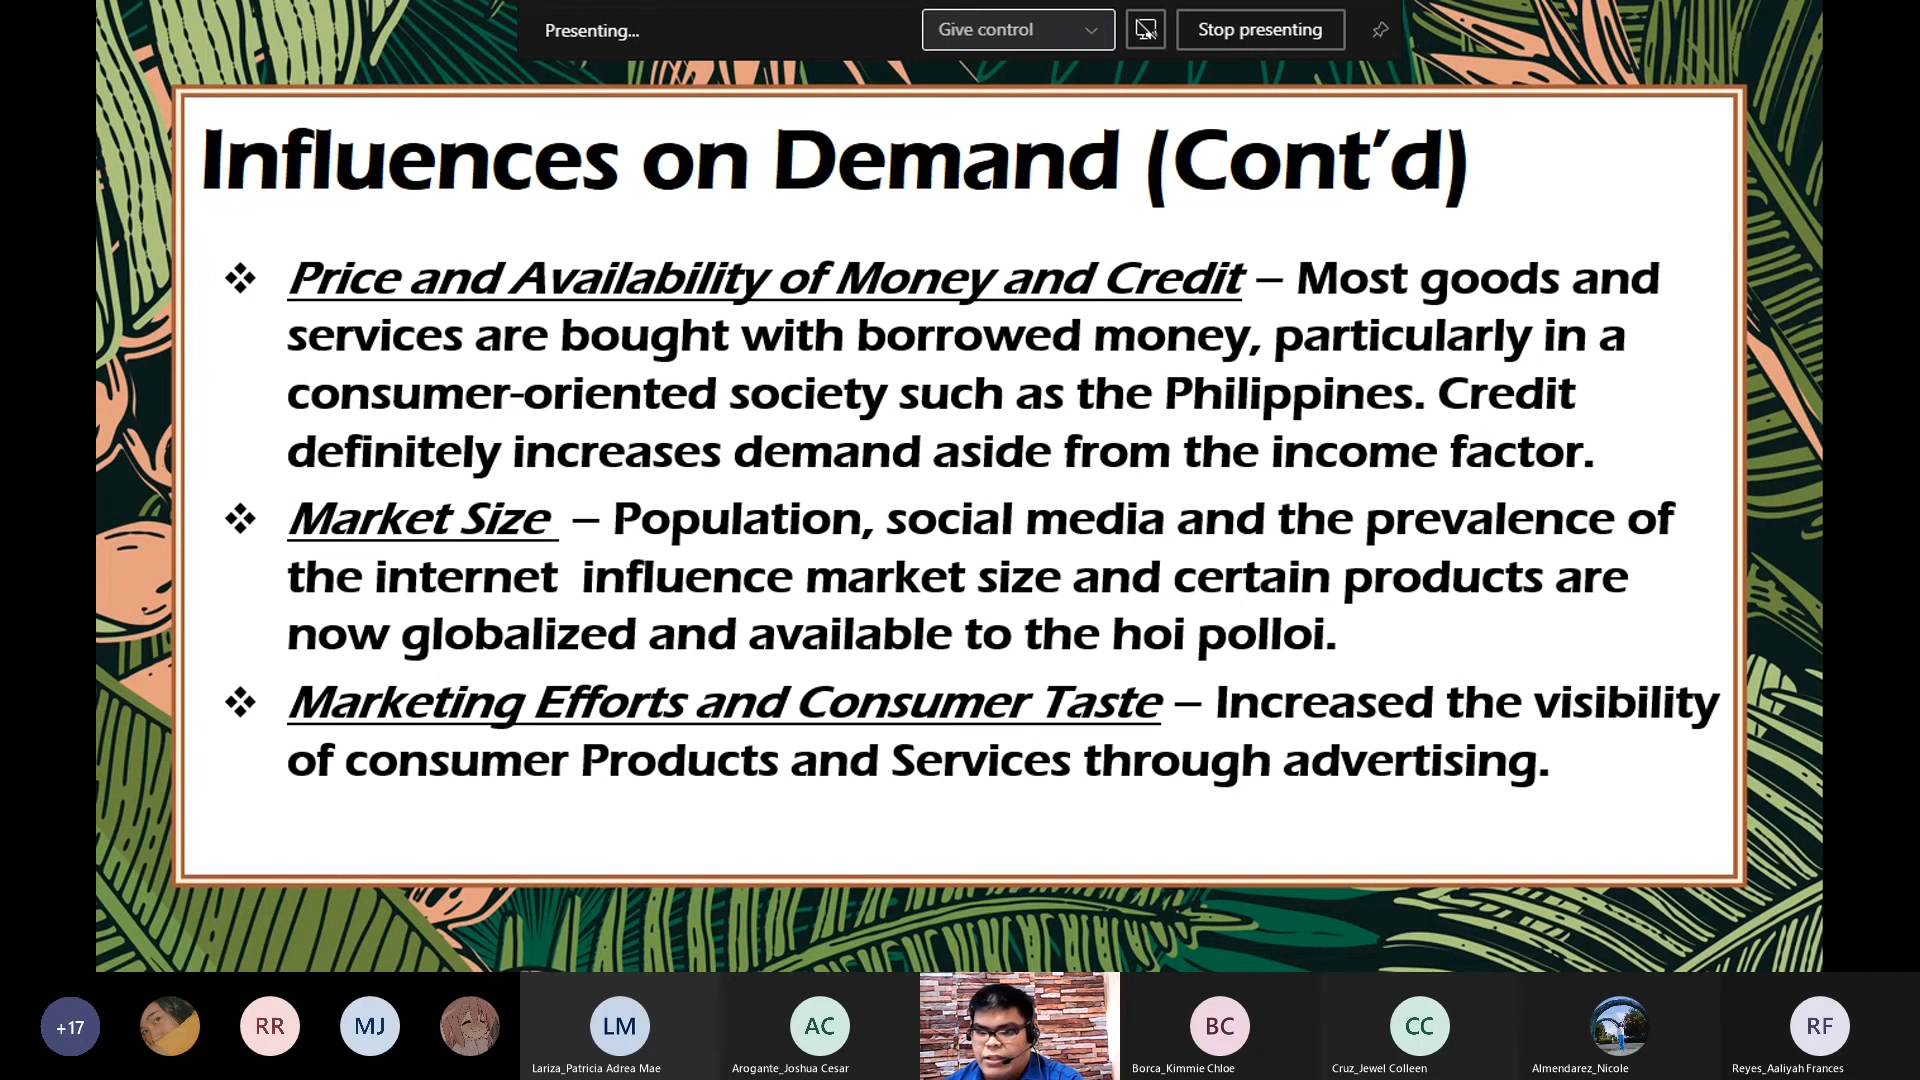 Presenting...
Give control
Stop presenting
Influences on Demand (Cont’d)
❖ Price and Availability of Money and Credit – Most goods and
services are bought with borrowed money, particularly in a
consumer-oriented society such as the Philippines. Credit
definitely increases demand aside from the income factor.
❖ Market Size – Population, social media and the prevalence of
the internet influence market size and certain products are
now globalized and available to the hoi polloi.
❖ Marketing Efforts and Consumer Taste – Increased the visibility
of consumer Products and Services through advertising.
+17
RR
MJ
LM
AC
BC
CC
RF
Lariza_Patricia Adrea Mae
Arogante_Joshua Cesar
Borca_Kimmie Chloe
Cruz_Jewel Colleen
Almendarez_Nicole
Reyes_Aaliyah Frances